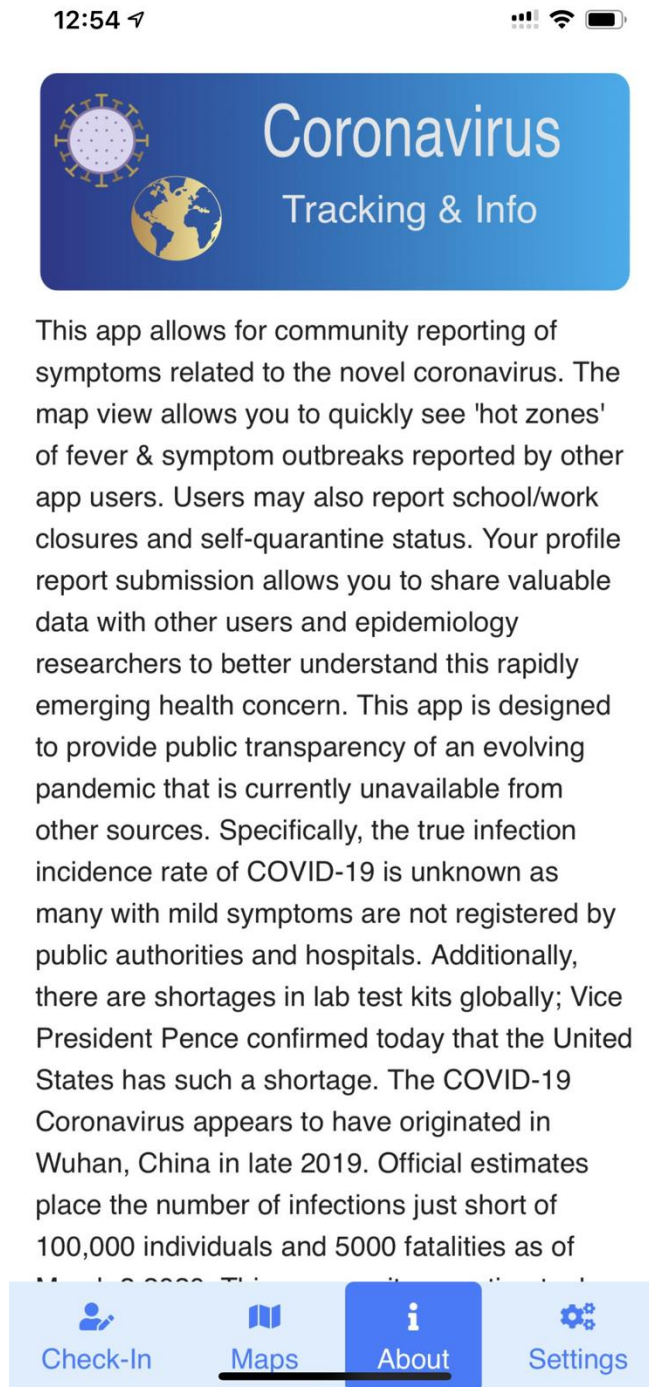 12:54
Coronavirus
Tracking & Info
This app allows for community reporting of
symptoms related to the novel coronavirus. The
map view allows you to quickly see 'hot zones'
of fever & symptom outbreaks reported by other
app users. Users may also report school/work
closures and self-quarantine status. Your profile
report submission allows you to share valuable
data with other users and epidemiology
researchers to better understand this rapidly
emerging health concern. This app is designed
to provide public transparency of an evolving
pandemic that is currently unavailable from
other sources. Specifically, the true infection
incidence rate of COVID-19 is unknown as
many with mild symptoms are not registered by
public authorities and hospitals. Additionally,
there are shortages in lab test kits globally; Vice
President Pence confirmed today that the United
States has such a shortage. The COVID-19
Coronavirus appears to have originated in
Wuhan, China in late 2019. Official estimates
place the number of infections just short of
100,000 individuals and 5000 fatalities as of
Check-In
Maps
About
Settings